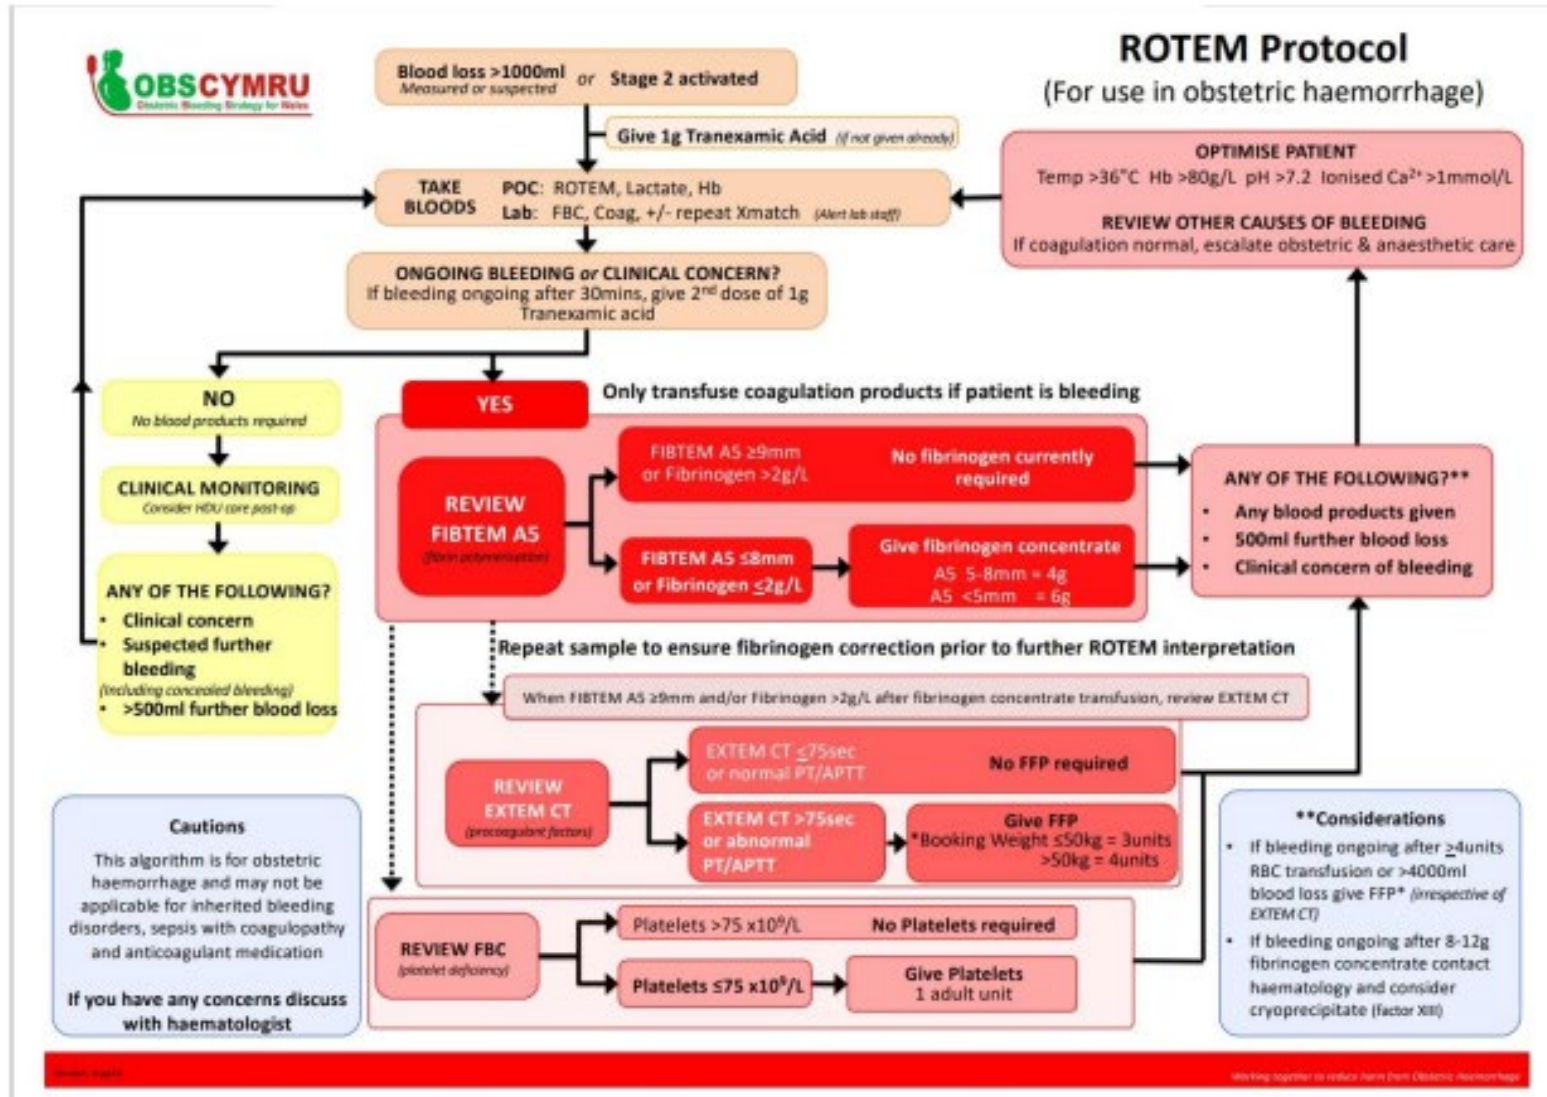 OBSCYMRU
Obstetric Bleeding Strategy for Wales
ROTEM Protocol
(For use in obstetric haemorrhage)
Blood loss >1000ml or Stage 2 activated
Measured or suspected
Give 1g Tranexamic Acid (if not given already)
TAKE BLOODS
POC: ROTEM, Lactate, Hb
Lab: FBC, Coag, +/- repeat Xmatch (Alert lab staff)
OPTIMISE PATIENT
Temp >36°C Hb >80g/L pH >7.2 Ionised Ca²⁺ >1mmol/L
REVIEW OTHER CAUSES OF BLEEDING
If coagulation normal, escalate obstetric & anaesthetic care
ONGOING BLEEDING or CLINICAL CONCERN?
If bleeding ongoing after 30mins, give 2ⁿᵈ dose of 1g
Tranexamic acid
NO
No blood products required
CLINICAL MONITORING
Consider HDU care post-op
ANY OF THE FOLLOWING?
• Clinical concern
• Suspected further
bleeding
(including concealed bleeding)
• >500ml further blood loss
YES
Only transfuse coagulation products if patient is bleeding
REVIEW
FIBTEM A5
(fibrin polymerisation)
FIBTEM A5 ≥9mm
or Fibrinogen >2g/L
No fibrinogen currently
required
FIBTEM A5 ≤8mm
or Fibrinogen ≤2g/L
Give fibrinogen concentrate
A5 5-8mm = 4g
A5 <5mm = 6g
ANY OF THE FOLLOWING?**
• Any blood products given
• 500ml further blood loss
• Clinical concern of bleeding
Repeat sample to ensure fibrinogen correction prior to further ROTEM interpretation
When FIBTEM A5 ≥9mm and/or Fibrinogen >2g/L after fibrinogen concentrate transfusion, review EXTEM CT
REVIEW
EXTEM CT
(procoagulant factors)
EXTEM CT ≤75sec
or normal PT/APTT
No FFP required
EXTEM CT >75sec
or abnormal
PT/APTT
Give FFP
*Booking Weight ≤50kg = 3units
>50kg = 4units
REVIEW FBC
(platelet deficiency)
Platelets >75 x10⁹/L
No Platelets required
Platelets ≤75 x10⁹/L
Give Platelets
1 adult unit
Cautions
This algorithm is for obstetric
haemorrhage and may not be
applicable for inherited bleeding
disorders, sepsis with coagulopathy
and anticoagulant medication
If you have any concerns discuss
with haematologist
**Considerations
• If bleeding ongoing after ≥4units
RBC transfusion or >4000ml
blood loss give FFP* (irrespective of
EXTEM CT)
• If bleeding ongoing after 8-12g
fibrinogen concentrate contact
haematology and consider
cryoprecipitate (factor XIII)
Working together to reduce harm from Obstetric Haemorrhage